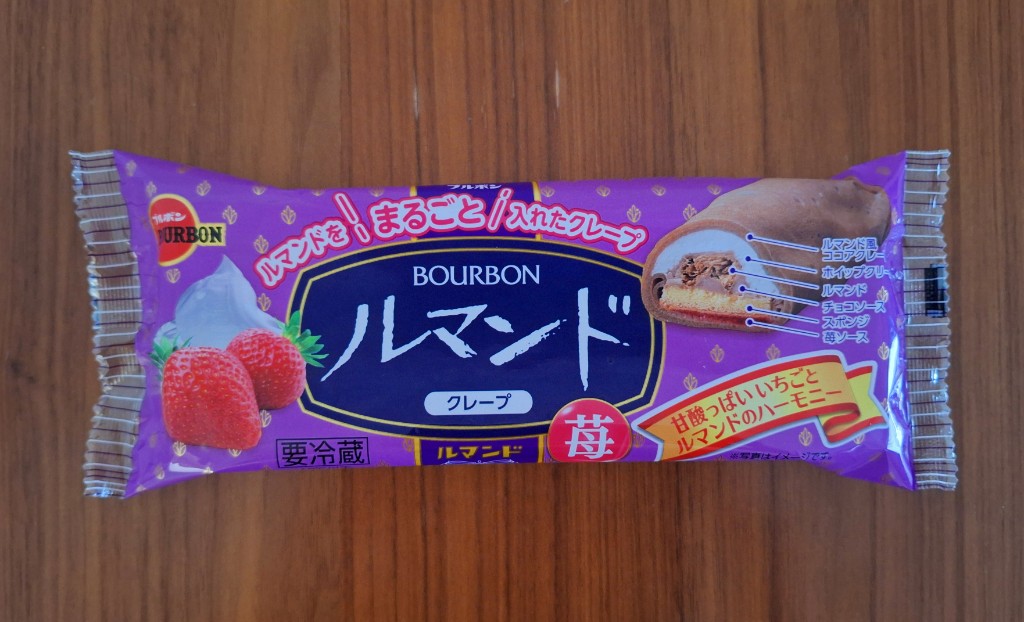 ブルボン
ルマンドを まるごと 入れたクレープ
ブルボン
BOURBON
BOURBON
ルマンド
クレープ
ルマンド風
ココアクレー
ホイップクリー
ルマンド
チョコソース
スポンジ
苺ソース
甘酸っぱい いちごと
ルマンドのハーモニー
苺
要冷蔵
ルマンド
※写真はイメージです。